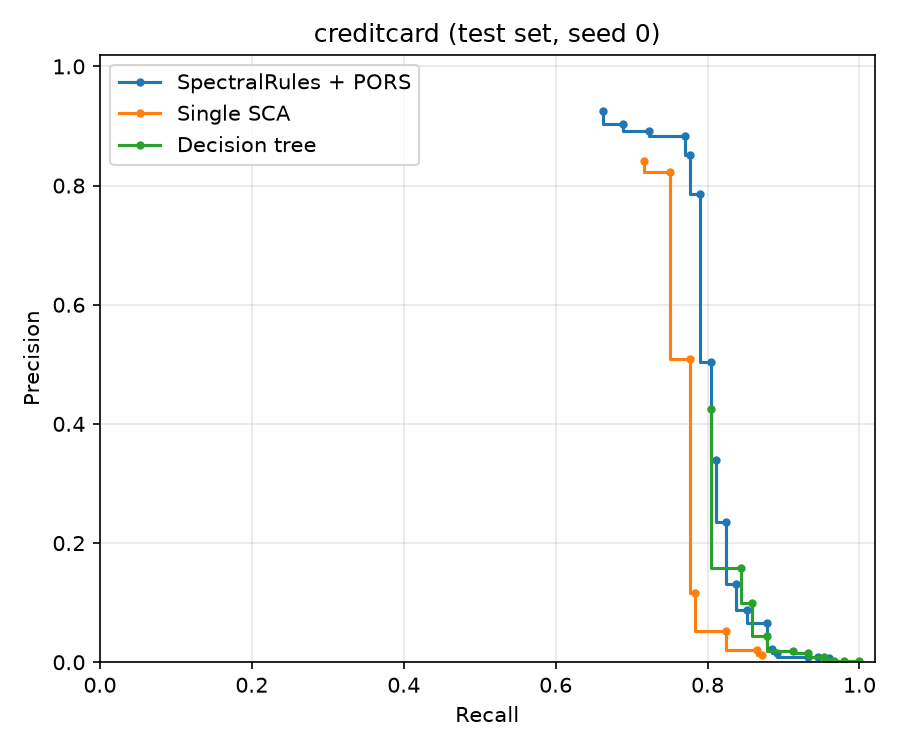 creditcard (test set, seed 0)
SpectralRules + PORS
Single SCA
Decision tree
Precision
1.0
0.8
0.6
0.4
0.2
0.0
0.0 0.2 0.4 0.6 0.8 1.0
Recall